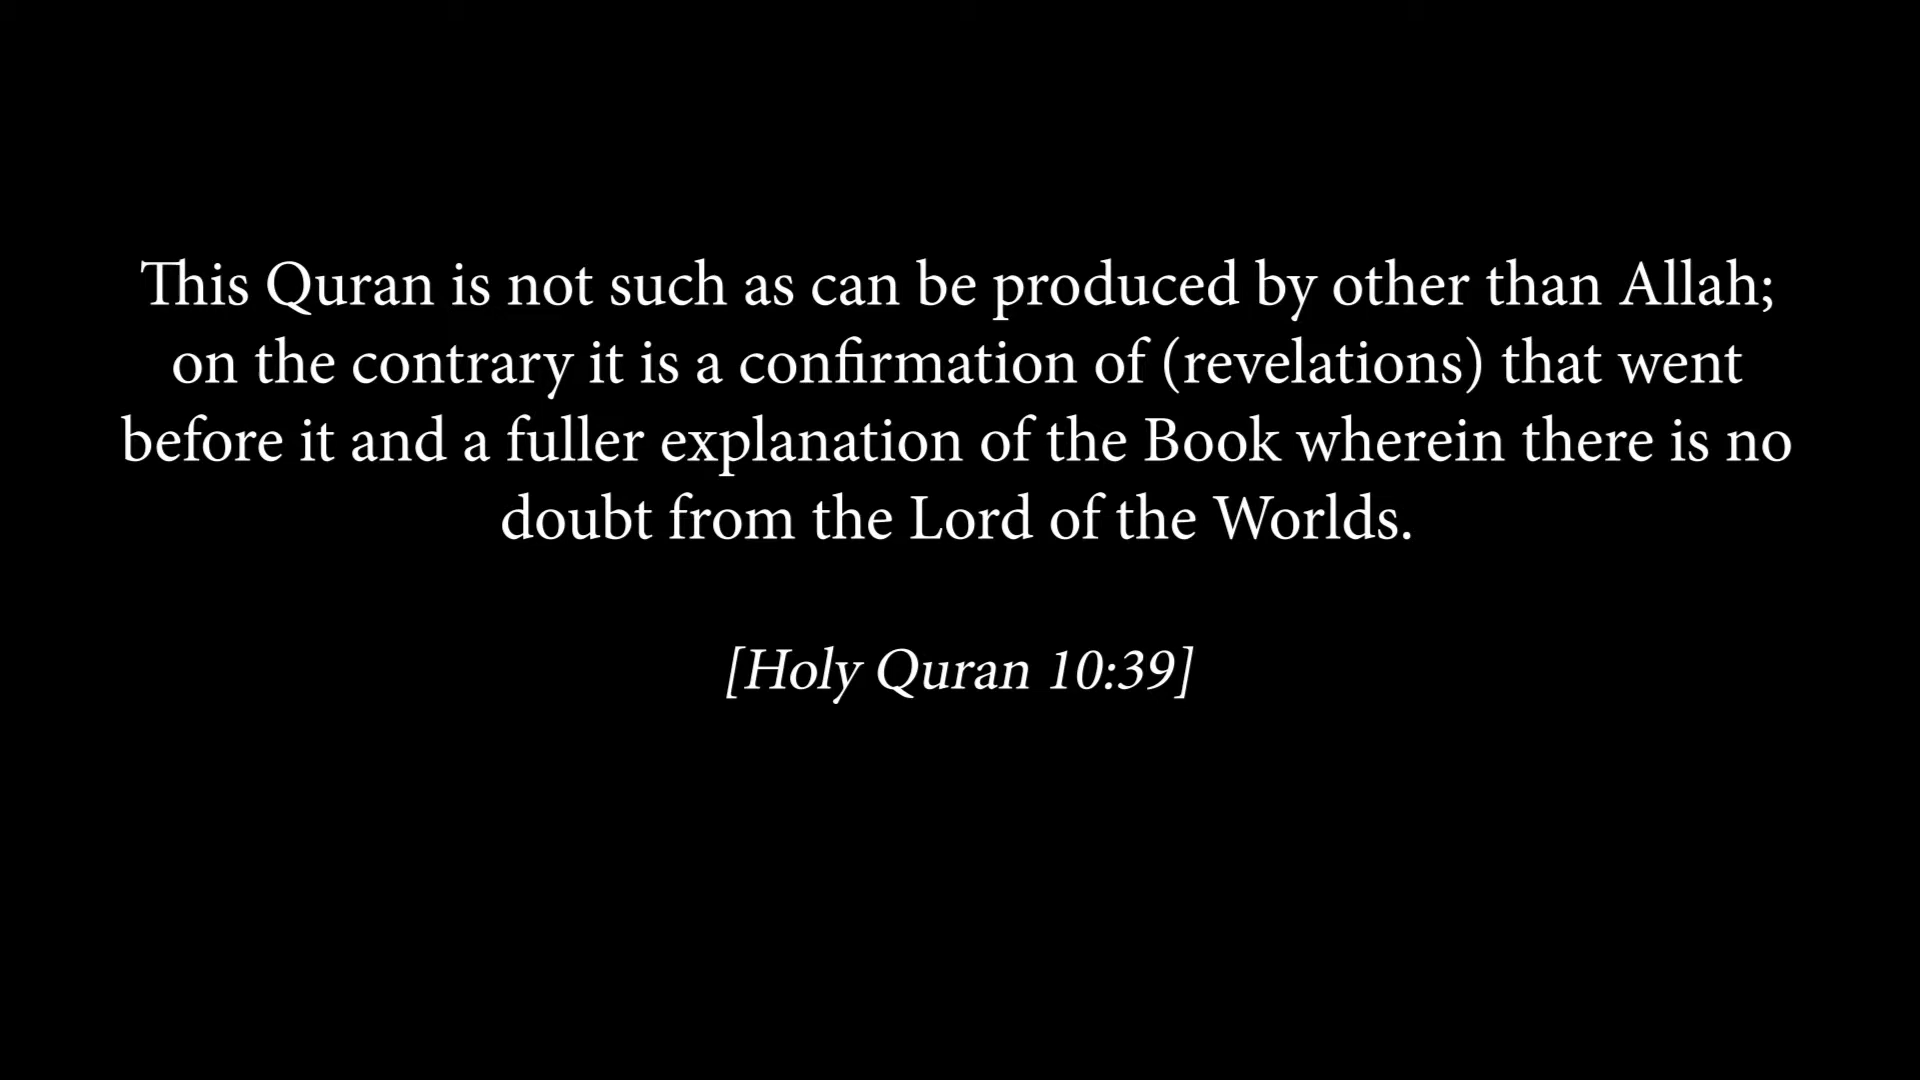 This Quran is not such as can be produced by other than Allah;
on the contrary it is a confirmation of (revelations) that went
before it and a fuller explanation of the Book wherein there is no
doubt from the Lord of the Worlds.
[Holy Quran 10:39]